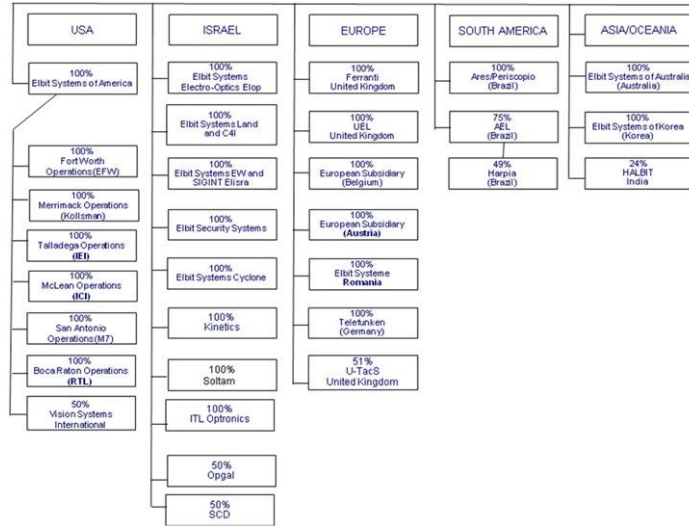 USA
100%
Elbit Systems of America
100%
Fort Worth
Operations(EFW)
100%
Merrimack Operations
(Kollsman)
100%
Talladega Operations
(IEI)
100%
McLean Operations
(ICI)
100%
San Antonio
Operations(M7)
100%
Boca Raton Operations
(RTL)
50%
Vision Systems
International
ISRAEL
100%
Elbit Systems
Electro-Optics Elop
100%
Elbit Systems Land
and C4I
100%
Elbit Systems EW and
SIGINT Elisra
100%
Elbit Security Systems
100%
Elbit Systems Cyclone
100%
Kinetics
100%
Soltam
100%
ITL Optronics
50%
Opgal
50%
SCD
EUROPE
100%
Ferranti
United Kingdom
100%
UEL
United Kingdom
100%
European Subsidiary
(Belgium)
100%
European Subsidiary
(Austria)
100%
Elbit Systeme
Romania
100%
Telefunken
(Germany)
51%
U-TacS
United Kingdom
SOUTH AMERICA
100%
Ares/Periscopio
(Brazil)
75%
AEL
(Brazil)
49%
Harpia
(Brazil)
ASIA/OCEANIA
100%
Elbit Systems of Australia
(Australia)
100%
Elbit Systems of Korea
(Korea)
24%
HALBIT
India